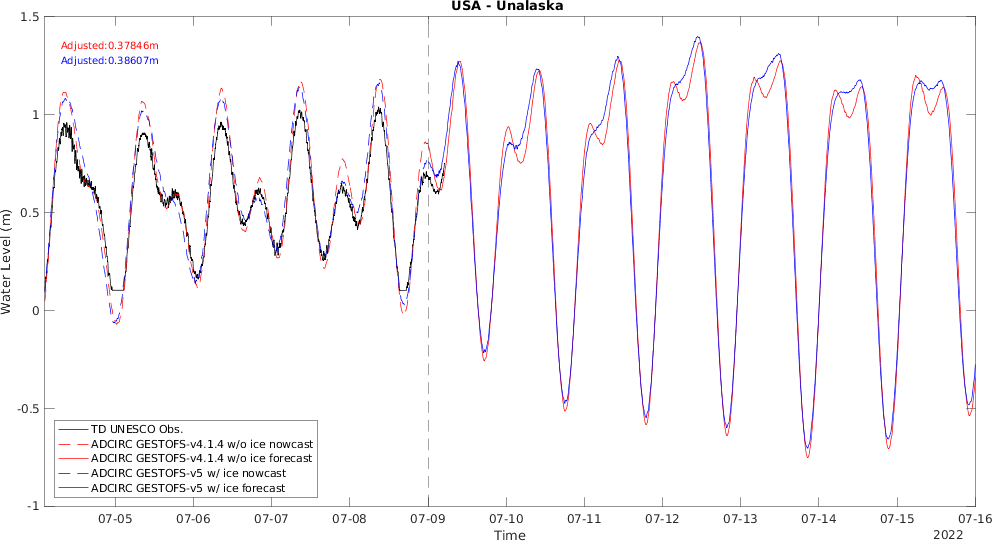 USA - Unalaska
1.5
Adjusted:0.37846m
Adjusted:0.38607m
1
0.5
0
-0.5
-1
Water Level (m)
TD UNESCO Obs.
ADCIRC GESTOFS-v4.1.4 w/o ice nowcast
ADCIRC GESTOFS-v4.1.4 w/o ice forecast
ADCIRC GESTOFS-v5 w/ ice nowcast
ADCIRC GESTOFS-v5 w/ ice forecast
07-05 07-06 07-07 07-08 07-09 07-10 07-11 07-12 07-13 07-14 07-15 07-16
Time
2022